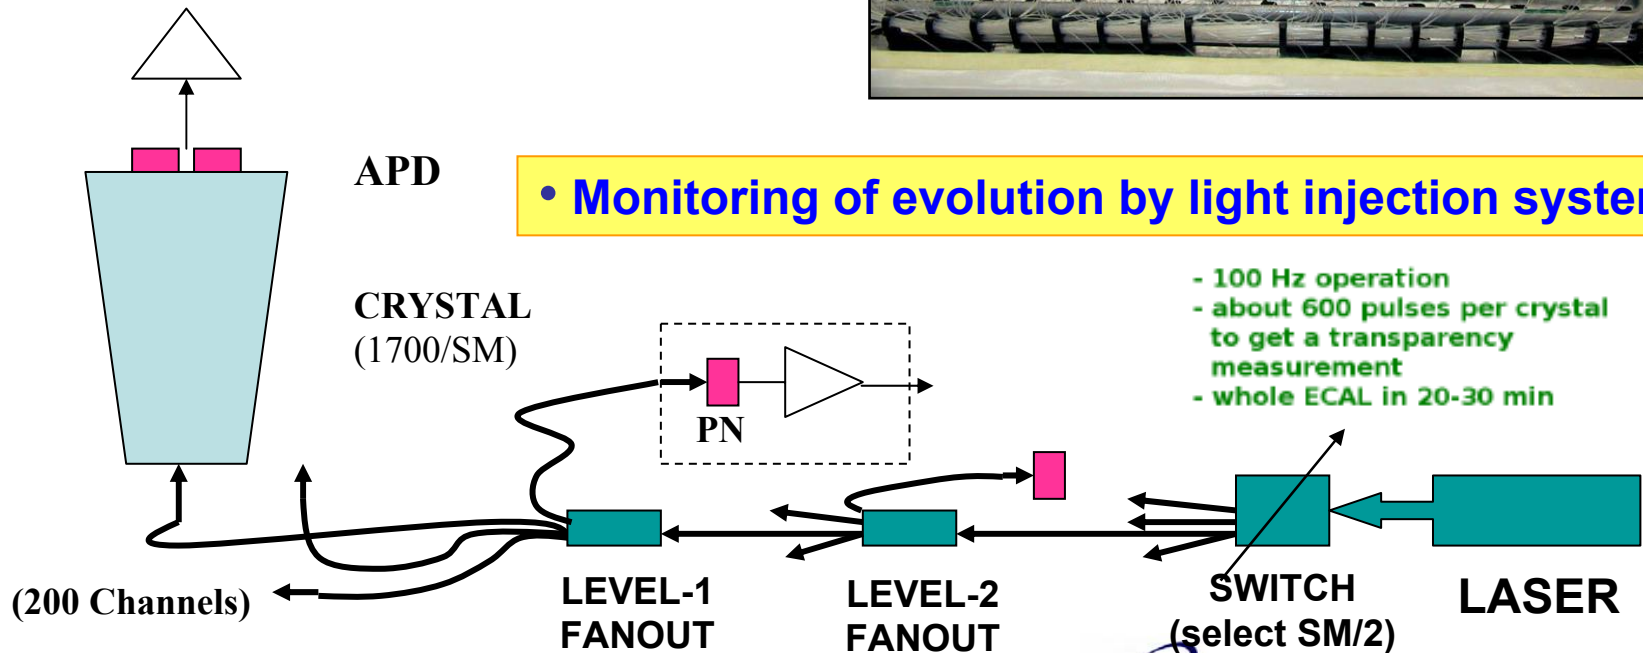 APD
• Monitoring of evolution by light injection system
CRYSTAL
(1700/SM)
- 100 Hz operation
- about 600 pulses per crystal
to get a transparency
measurement
- whole ECAL in 20-30 min
PN
(200 Channels)
LEVEL-1
FANOUT
LEVEL-2
FANOUT
SWITCH
(select SM/2)
LASER